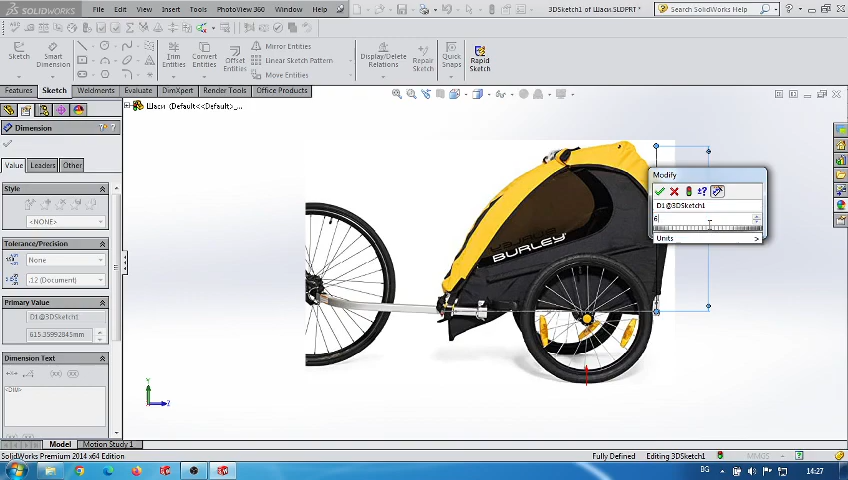 SOLIDWORKS File Edit View Insert Tools PhotoView 360 Window Help 3DSketch1 of Шаси.SLDPRT * Search SolidWorks Help
Sketch Smart Dimension Trim Entities Convert Entities Offset Entities Mirror Entities Linear Sketch Pattern Move Entities Display/Delete Relations Repair Sketch Quick Snaps Rapid Sketch
Features Sketch Weldments Evaluate DimXpert Render Tools Office Products
Шаси (Default<<Default>_...
Dimension
Value Leaders Other
Style
<NONE>
Tolerance/Precision
None
.12 (Document)
Primary Value
D1@3DSketch1
615.35992845mm
Dimension Text
<DIM>
Modify
D1@3DSketch1
6
Units
BURLEY
Y
Z
Model Motion Study 1
SolidWorks Premium 2014 x64 Edition Fully Defined Editing 3DSketch1 MMGS
BG 14:27